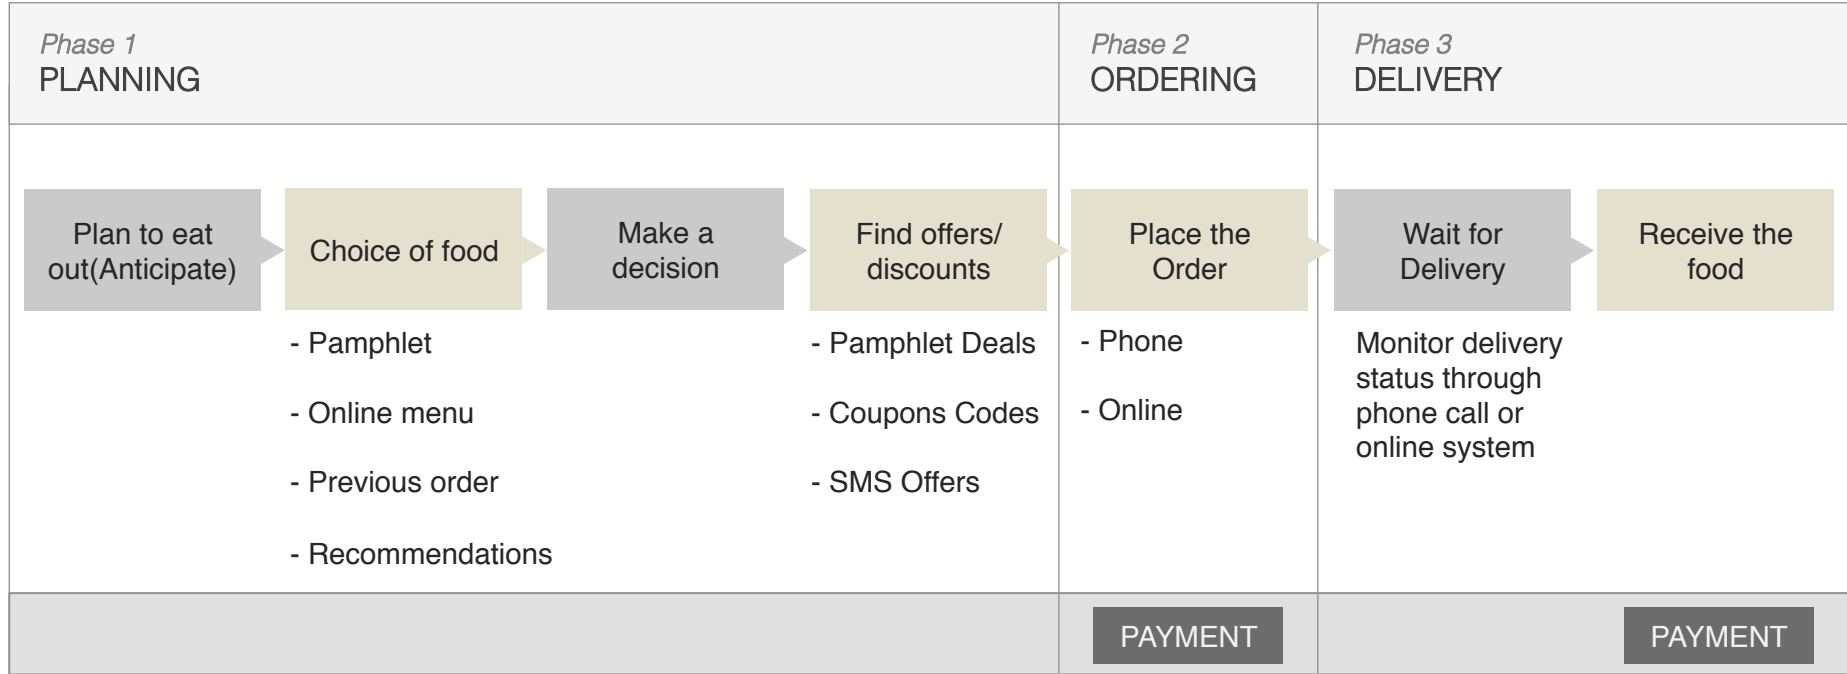 Phase 1
PLANNING
Phase 2
ORDERING
Phase 3
DELIVERY
Plan to eat
out(Anticipate)
Choice of food
Make a
decision
Find offers/
discounts
Place the
Order
Wait for
Delivery
Receive the
food
- Pamphlet
- Online menu
- Previous order
- Recommendations
- Pamphlet Deals
- Coupons Codes
- SMS Offers
- Phone
- Online
Monitor delivery
status through
phone call or
online system
PAYMENT
PAYMENT